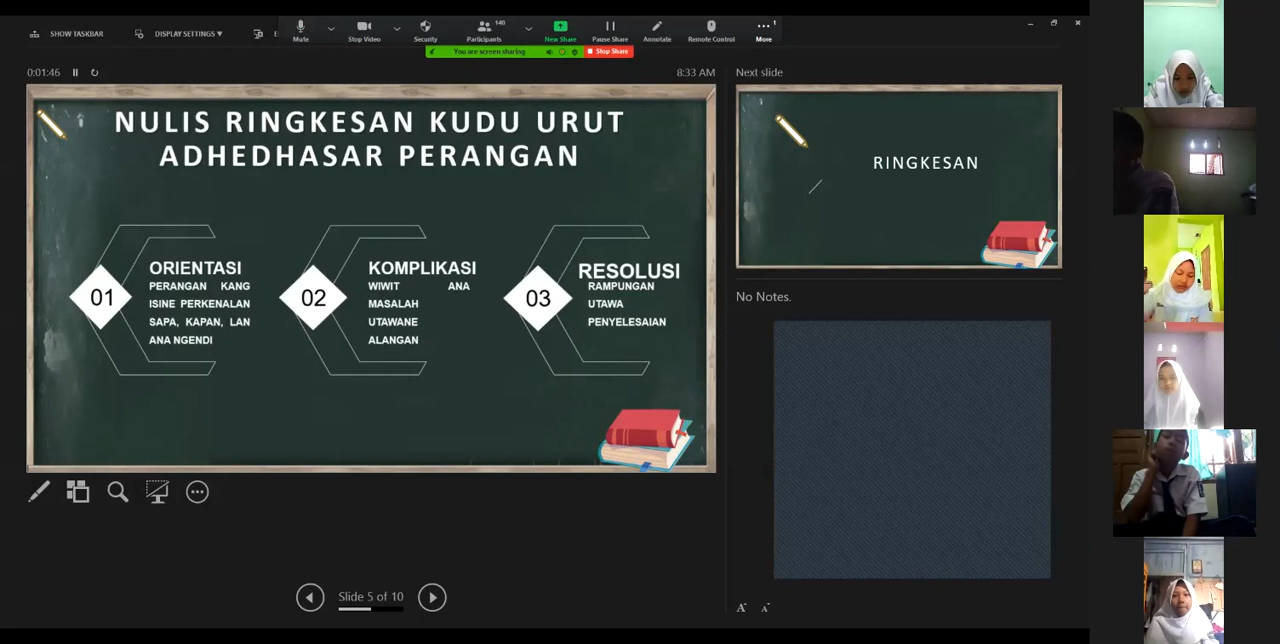 SHOW TASKBAR
DISPLAY SETTINGS ▼
E
Mute
Stop Video
Security
140
Participants
New Share
Pause Share
Annotate
Remote Control
1
More
You are screen sharing
Stop Share
0:01:46
8:33 AM
NULIS RINGKESAN KUDU URUT
ADHEDHASAR PERANGAN
01
ORIENTASI
PERANGAN KANG
ISINE PERKENALAN
SAPA, KAPAN, LAN
ANA NGENDI
02
KOMPLIKASI
WIWIT ANA
MASALAH
UTAWANE
ALANGAN
03
RESOLUSI
RAMPUNGAN
UTAWA
PENYELESAIAN
Slide 5 of 10
Next slide
RINGKESAN
No Notes.
A
A